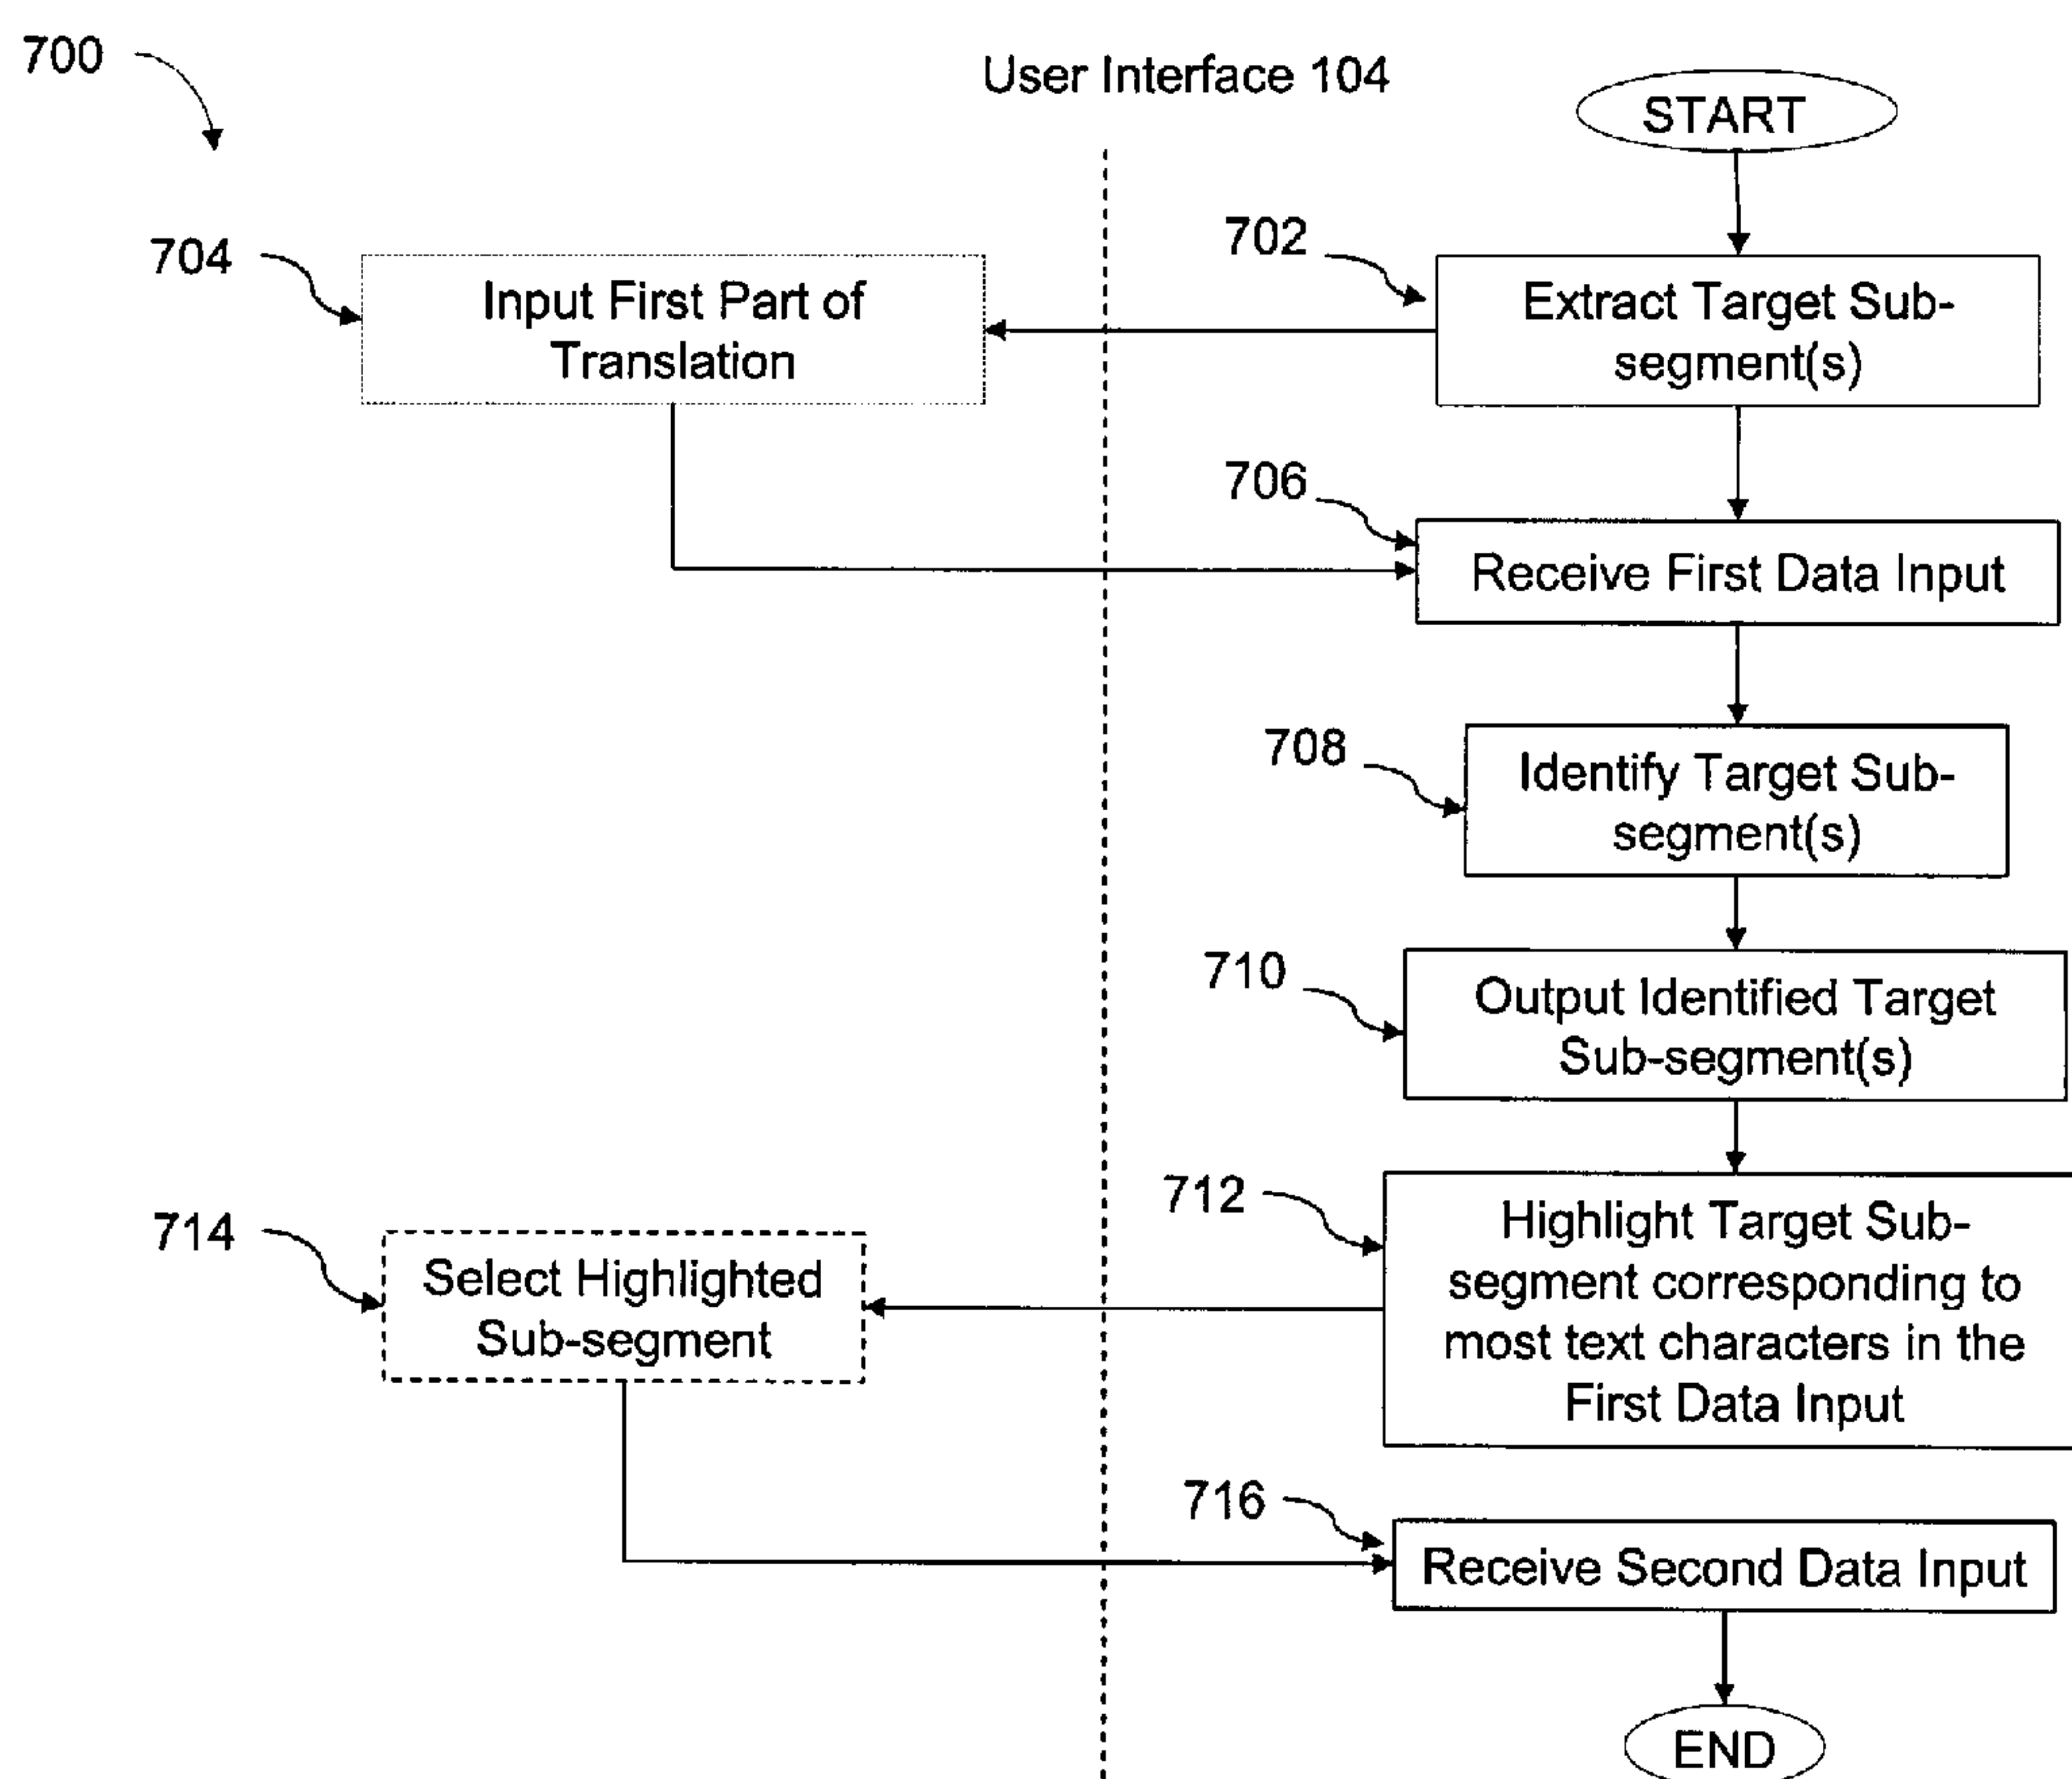 700
User Interface 104
START
702
Extract Target Sub-
segment(s)
704
Input First Part of
Translation
706
Receive First Data Input
708
Identify Target Sub-
segment(s)
710
Output Identified Target
Sub-segment(s)
712
Highlight Target Sub-
segment corresponding to
most text characters in the
First Data Input
714
Select Highlighted
Sub-segment
716
Receive Second Data Input
END